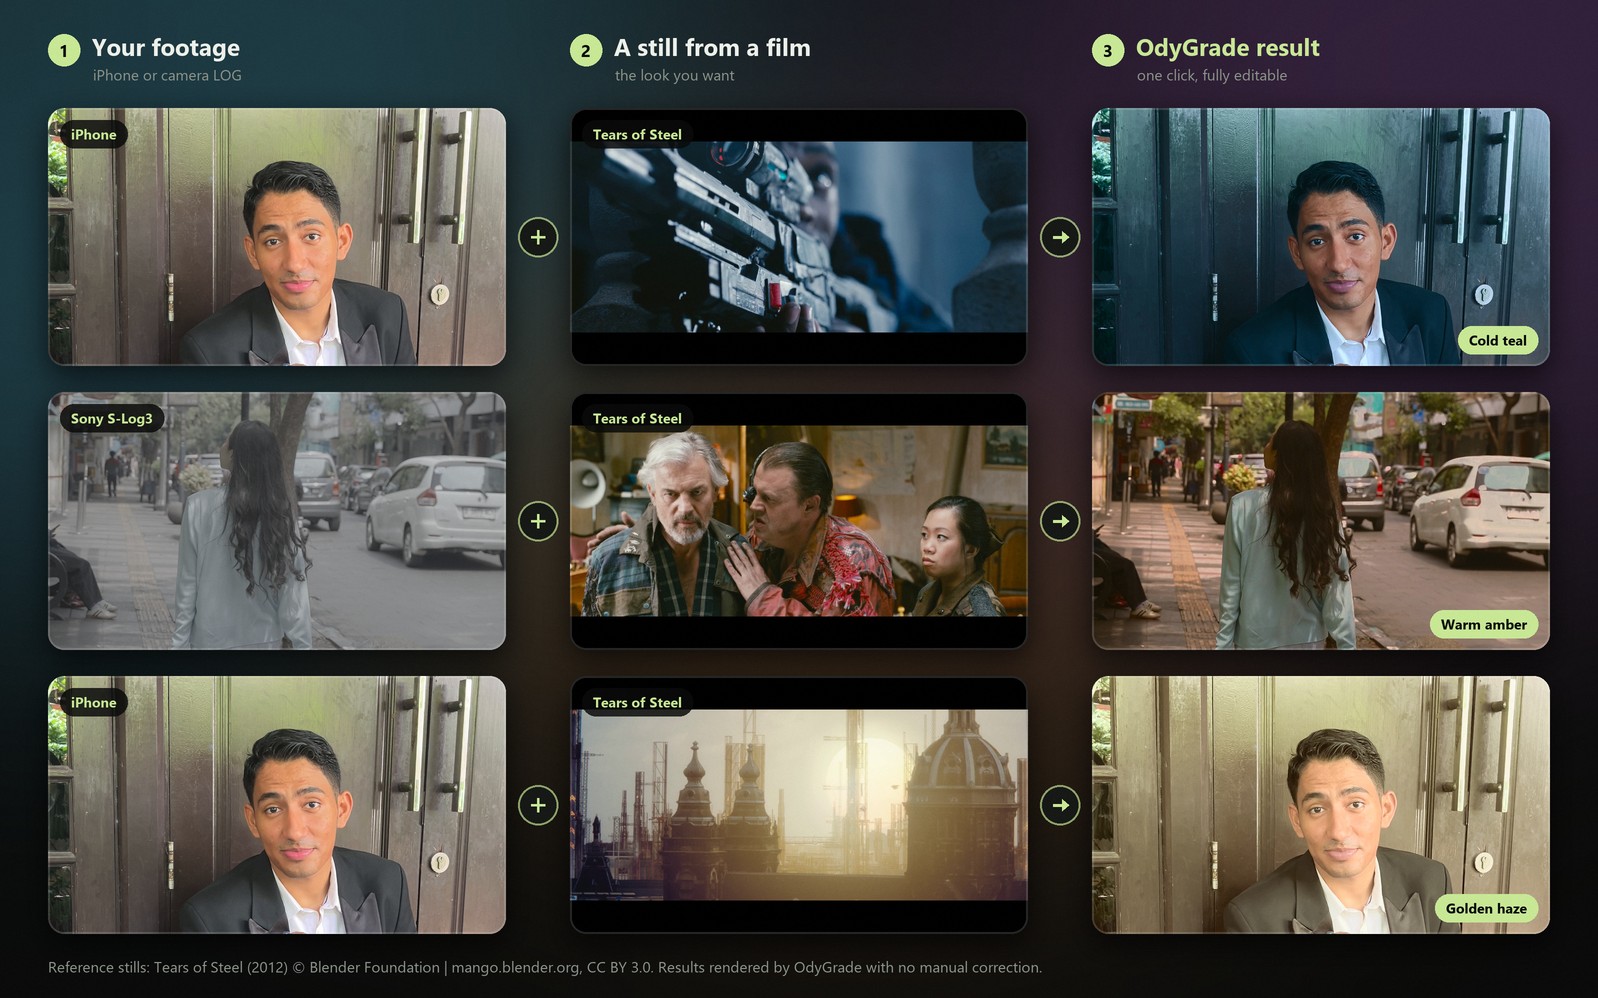 1 Your footage
iPhone or camera LOG
2 A still from a film
the look you want
3 OdyGrade result
one click, fully editable
iPhone
Tears of Steel
Cold teal
Sony S-Log3
Tears of Steel
Warm amber
iPhone
Tears of Steel
Golden haze
Reference stills: Tears of Steel (2012) © Blender Foundation | mango.blender.org, CC BY 3.0. Results rendered by OdyGrade with no manual correction.